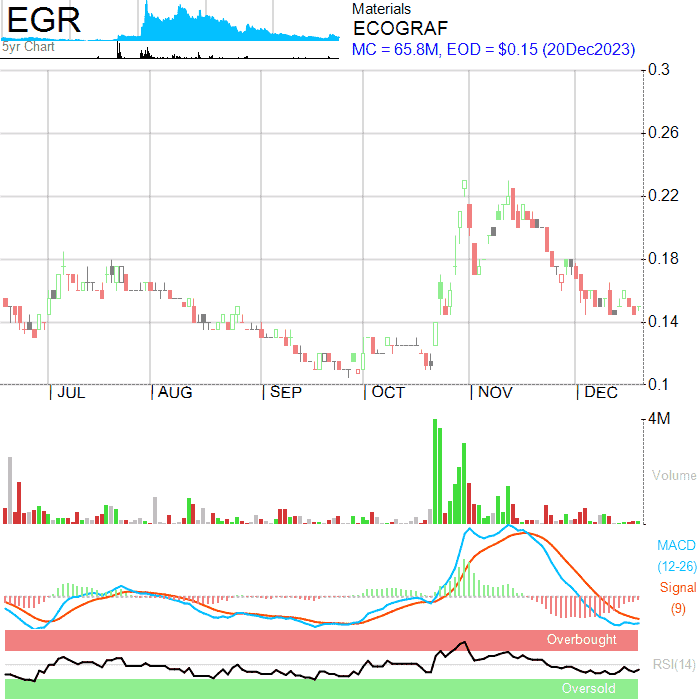 EGR
5yr Chart
Materials
ECOGRAF
MC = 65.8M, EOD = $0.15 (20Dec2023)
0.3
0.26
0.22
0.18
0.14
0.1
JUL AUG SEP OCT NOV DEC
4M
Volume
MACD
(12-26)
Signal
(9)
Overbought
RSI(14)
Oversold